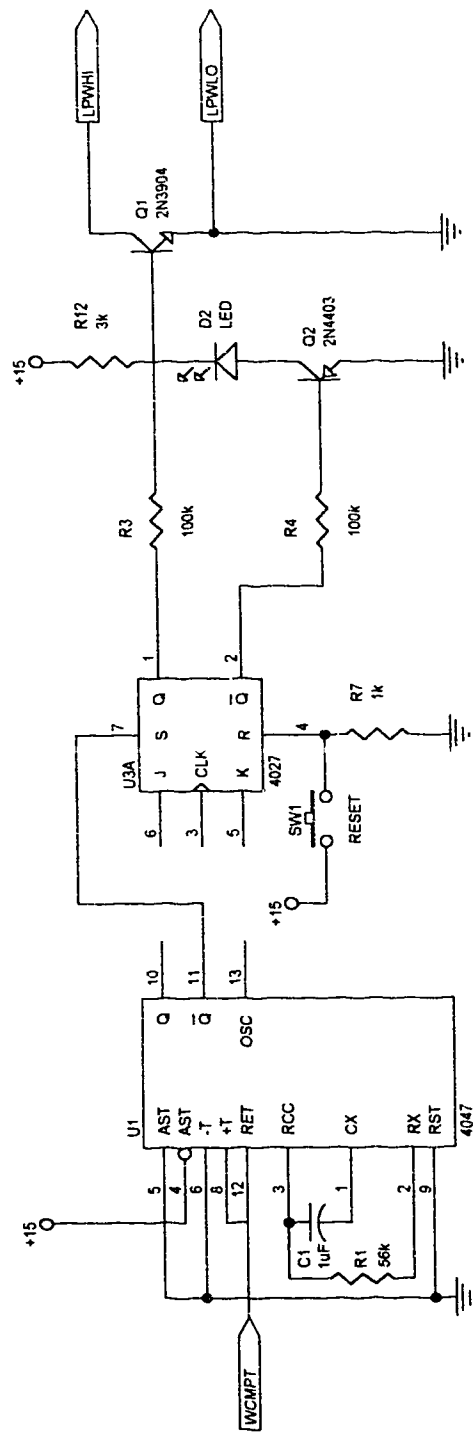 +15
WCMPT
U1
5 AST
4 AST
6 -T
8 +T
12 RET
3 RCC
1 CX
2 RX
9 RST
Q 10
Q̅ 11
OSC 13
4047
C1
1uF
R1
56k
U3A
7
S
6 J
3 CLK
5 K
Q 1
Q̅ 2
R
4
4027
+15
SW1
RESET
R7
1k
R3
100k
R4
100k
+15
R12
3k
D2
LED
Q1
2N3904
Q2
2N4403
LPWHI
LPWLO